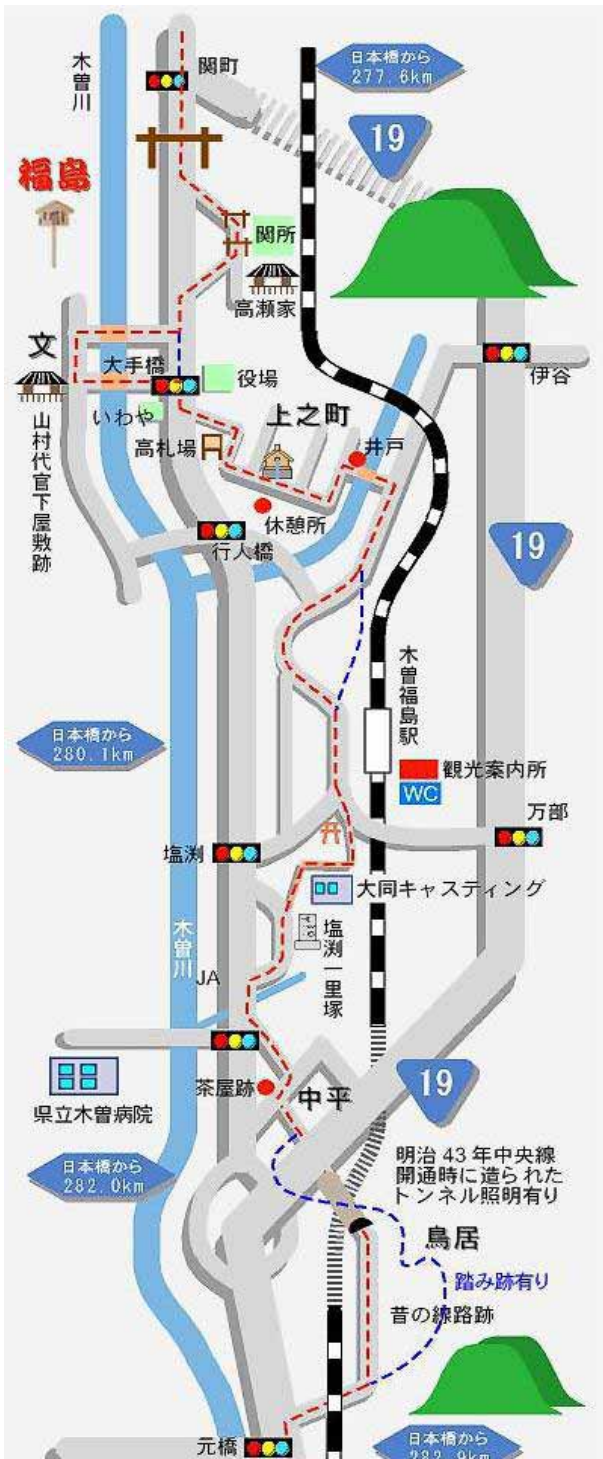 日本橋から
277.6km
木曽川
関町
19
福島
関所
高瀬家
文
大手橋
役場
伊谷
いわや
上之町
高札場
井戸
山村代官下屋敷跡
休憩所
行人橋
19
木曽福島駅
日本橋から
280.1km
観光案内所
WC
万部
塩渕
大同キャスティング
木曽川
塩渕一里塚
JA
茶屋跡
中平
19
県立木曽病院
明治43年中央線
開通時に造られた
トンネル照明有り
日本橋から
282.0km
鳥居
踏み跡有り
昔の線路跡
元橋
日本橋から
282.9km